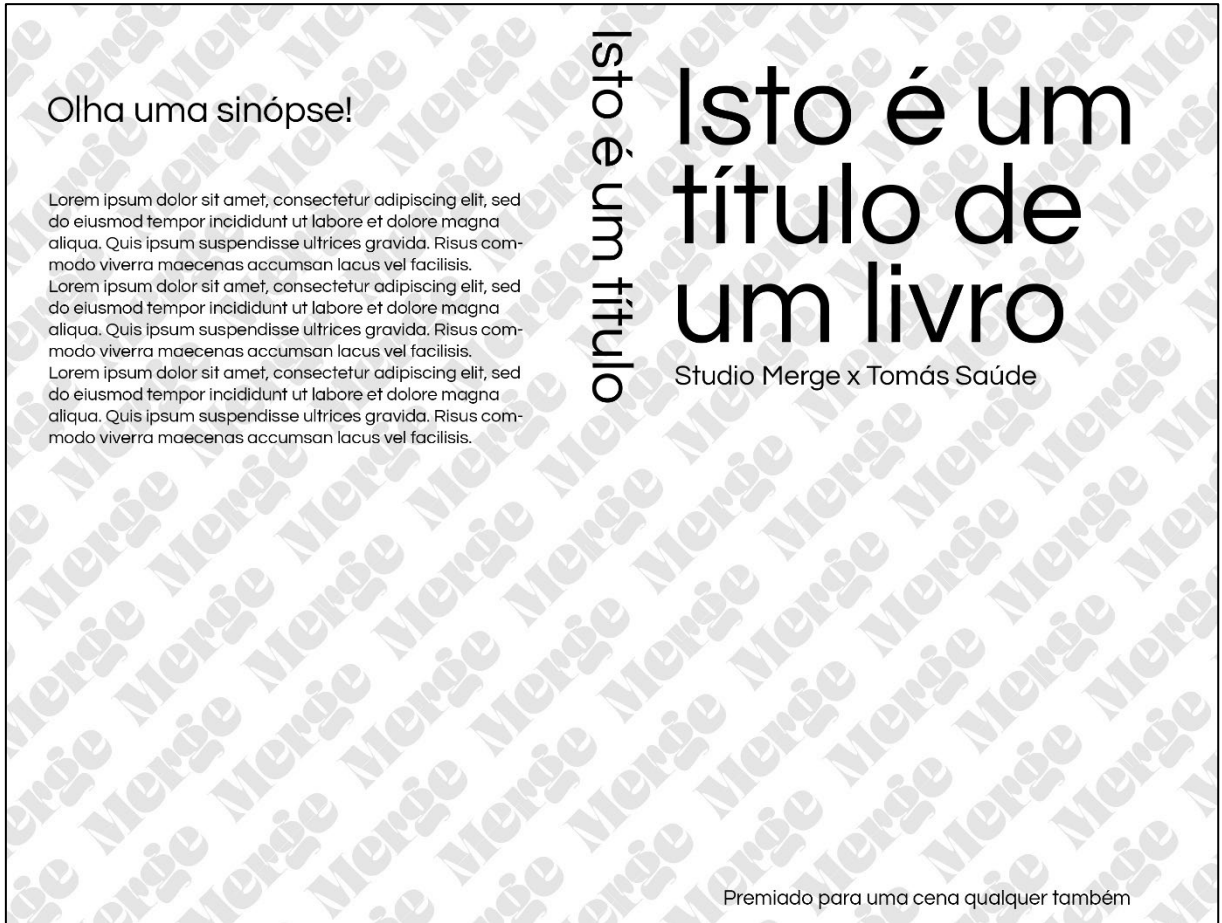 Olha uma sinópse!
Lorem ipsum dolor sit amet, consectetur adipiscing elit, sed
do eiusmod tempor incididunt ut labore et dolore magna
aliqua. Quis ipsum suspendisse ultrices gravida. Risus com-
modo viverra maecenas accumsan lacus vel facilisis.
Lorem ipsum dolor sit amet, consectetur adipiscing elit, sed
do eiusmod tempor incididunt ut labore et dolore magna
aliqua. Quis ipsum suspendisse ultrices gravida. Risus com-
modo viverra maecenas accumsan lacus vel facilisis.
Lorem ipsum dolor sit amet, consectetur adipiscing elit, sed
do eiusmod tempor incididunt ut labore et dolore magna
aliqua. Quis ipsum suspendisse ultrices gravida. Risus com-
modo viverra maecenas accumsan lacus vel facilisis.
Isto é um título
Isto é um
título de
um livro
Studio Merge x Tomás Saúde
Premiado para uma cena qualquer também
Merge